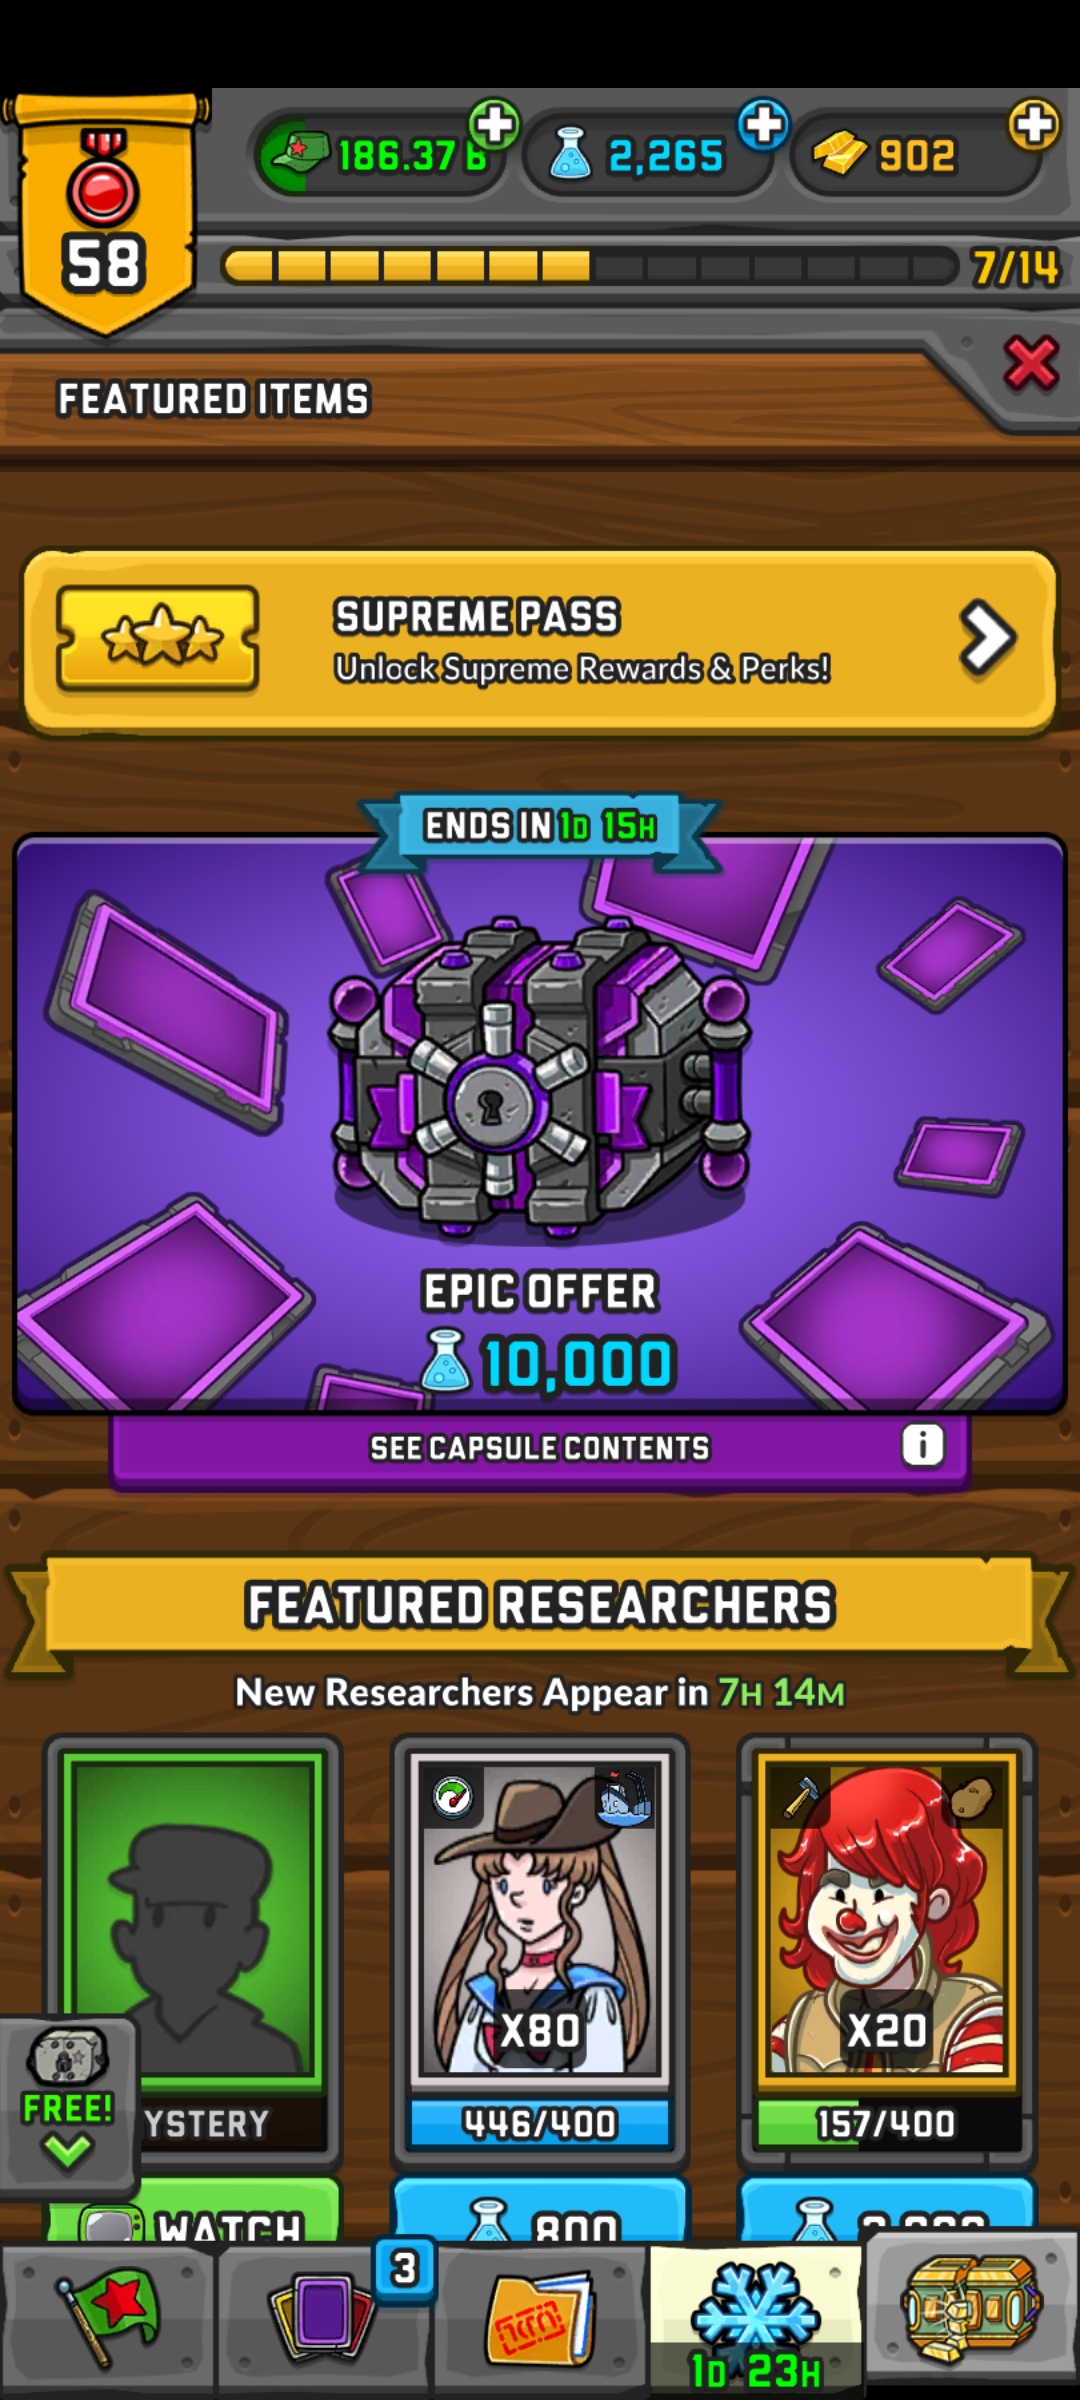 186.37 B
2,265
902
58
7/14
FEATURED ITEMS
SUPREME PASS
Unlock Supreme Rewards & Perks!
ENDS IN 1D 15H
EPIC OFFER
10,000
SEE CAPSULE CONTENTS
i
FEATURED RESEARCHERS
New Researchers Appear in 7H 14M
X80
X20
FREE!
YSTERY
446/400
157/400
WATCH
800
3
1D 23H